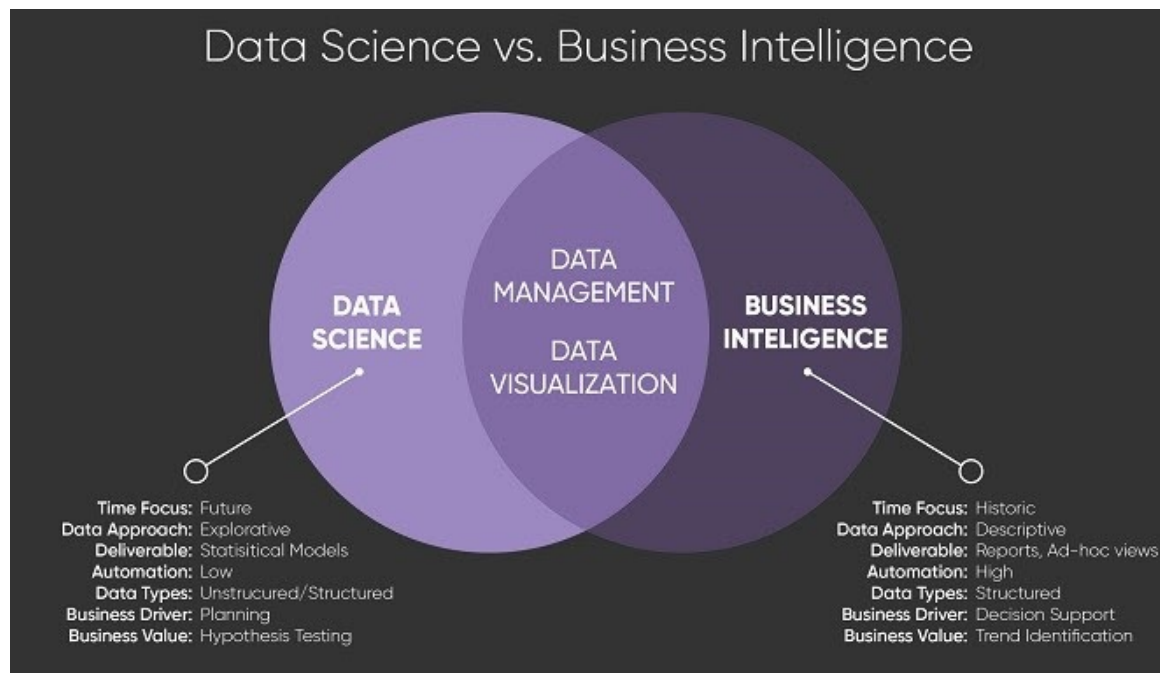 Data Science vs. Business Intelligence
DATA
SCIENCE
DATA
MANAGEMENT
DATA
VISUALIZATION
BUSINESS
INTELIGENCE
Time Focus: Future
Data Approach: Explorative
Deliverable: Statisitical Models
Automation: Low
Data Types: Unstrucured/Structured
Business Driver: Planning
Business Value: Hypothesis Testing
Time Focus: Historic
Data Approach: Descriptive
Deliverable: Reports, Ad-hoc views
Automation: High
Data Types: Structured
Business Driver: Decision Support
Business Value: Trend Identification